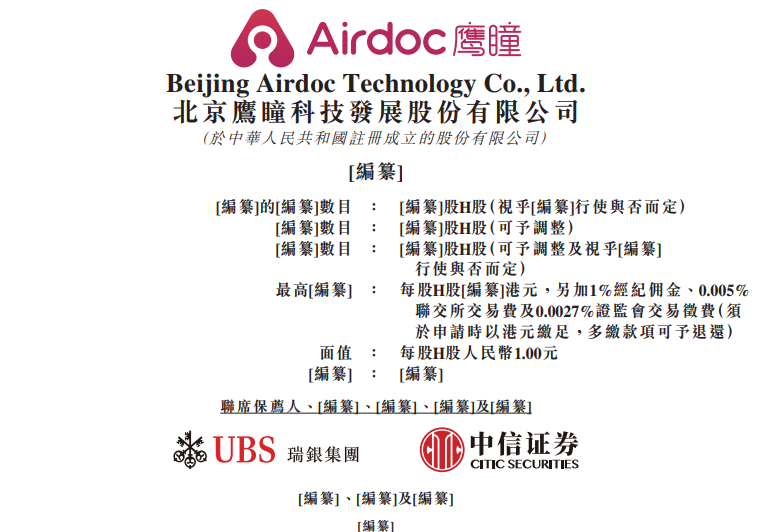 Airdoc 鹰瞳
Beijing Airdoc Technology Co., Ltd.
北京鷹瞳科技發展股份有限公司
(於中華人民共和國註冊成立的股份有限公司)
[編纂]
[編纂]的[編纂]數目 : [編纂]股H股(視乎[編纂]行使與否而定)
[編纂]數目 : [編纂]股H股(可予調整)
[編纂]數目 : [編纂]股H股(可予調整及視乎[編纂]
行使與否而定)
最高[編纂] : 每股H股[編纂]港元，另加1%經紀佣金、0.005%
聯交所交易費及0.0027%證監會交易徵費(須
於申請時以港元繳足，多繳款項可予退還)
面值 : 每股H股人民幣1.00元
[編纂] : [編纂]
聯席保薦人、[編纂]、[編纂]、[編纂]及[編纂]
UBS 瑞銀集團
中信证券
CITIC SECURITIES
[編纂]、[編纂]及[編纂]
[編纂]